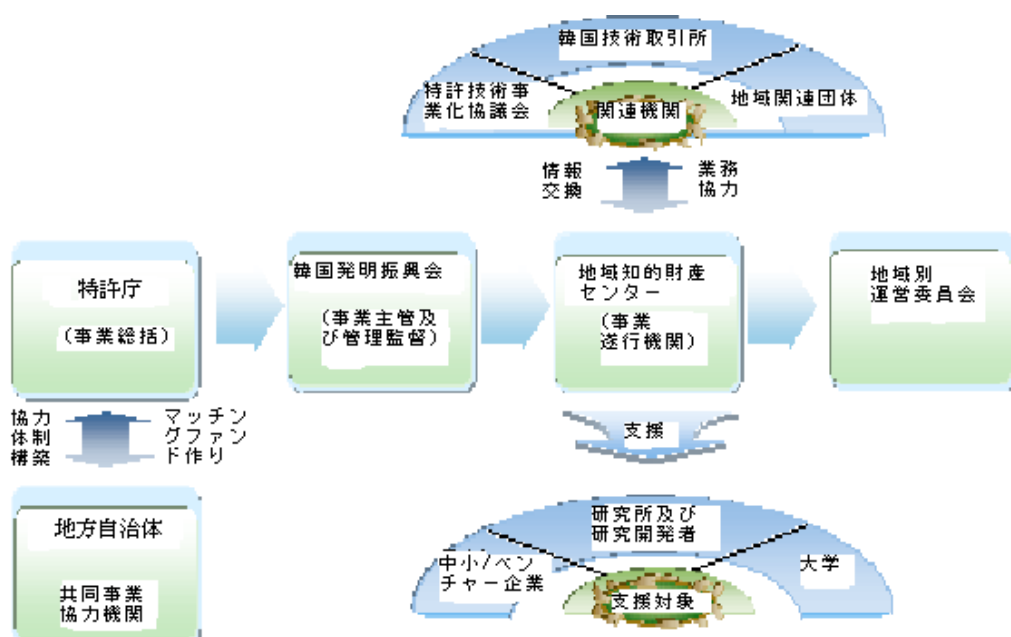 韓国技術取引所
特許技術事
業化協議会
関連機関
地域関連団体
情報
交換
業務
協力
特許庁
(事業総括)
韓国発明振興会
(事業主管及
び管理監督)
地域知的財産
センター
(事業
遂行機関)
地域別
運営委員会
協力
体制
構築
マッチン
グファン
ド作り
支援
地方自治体
共同事業
協力機関
研究所及び
研究開発者
中小/ベン
チャー企業
大学
支援対象